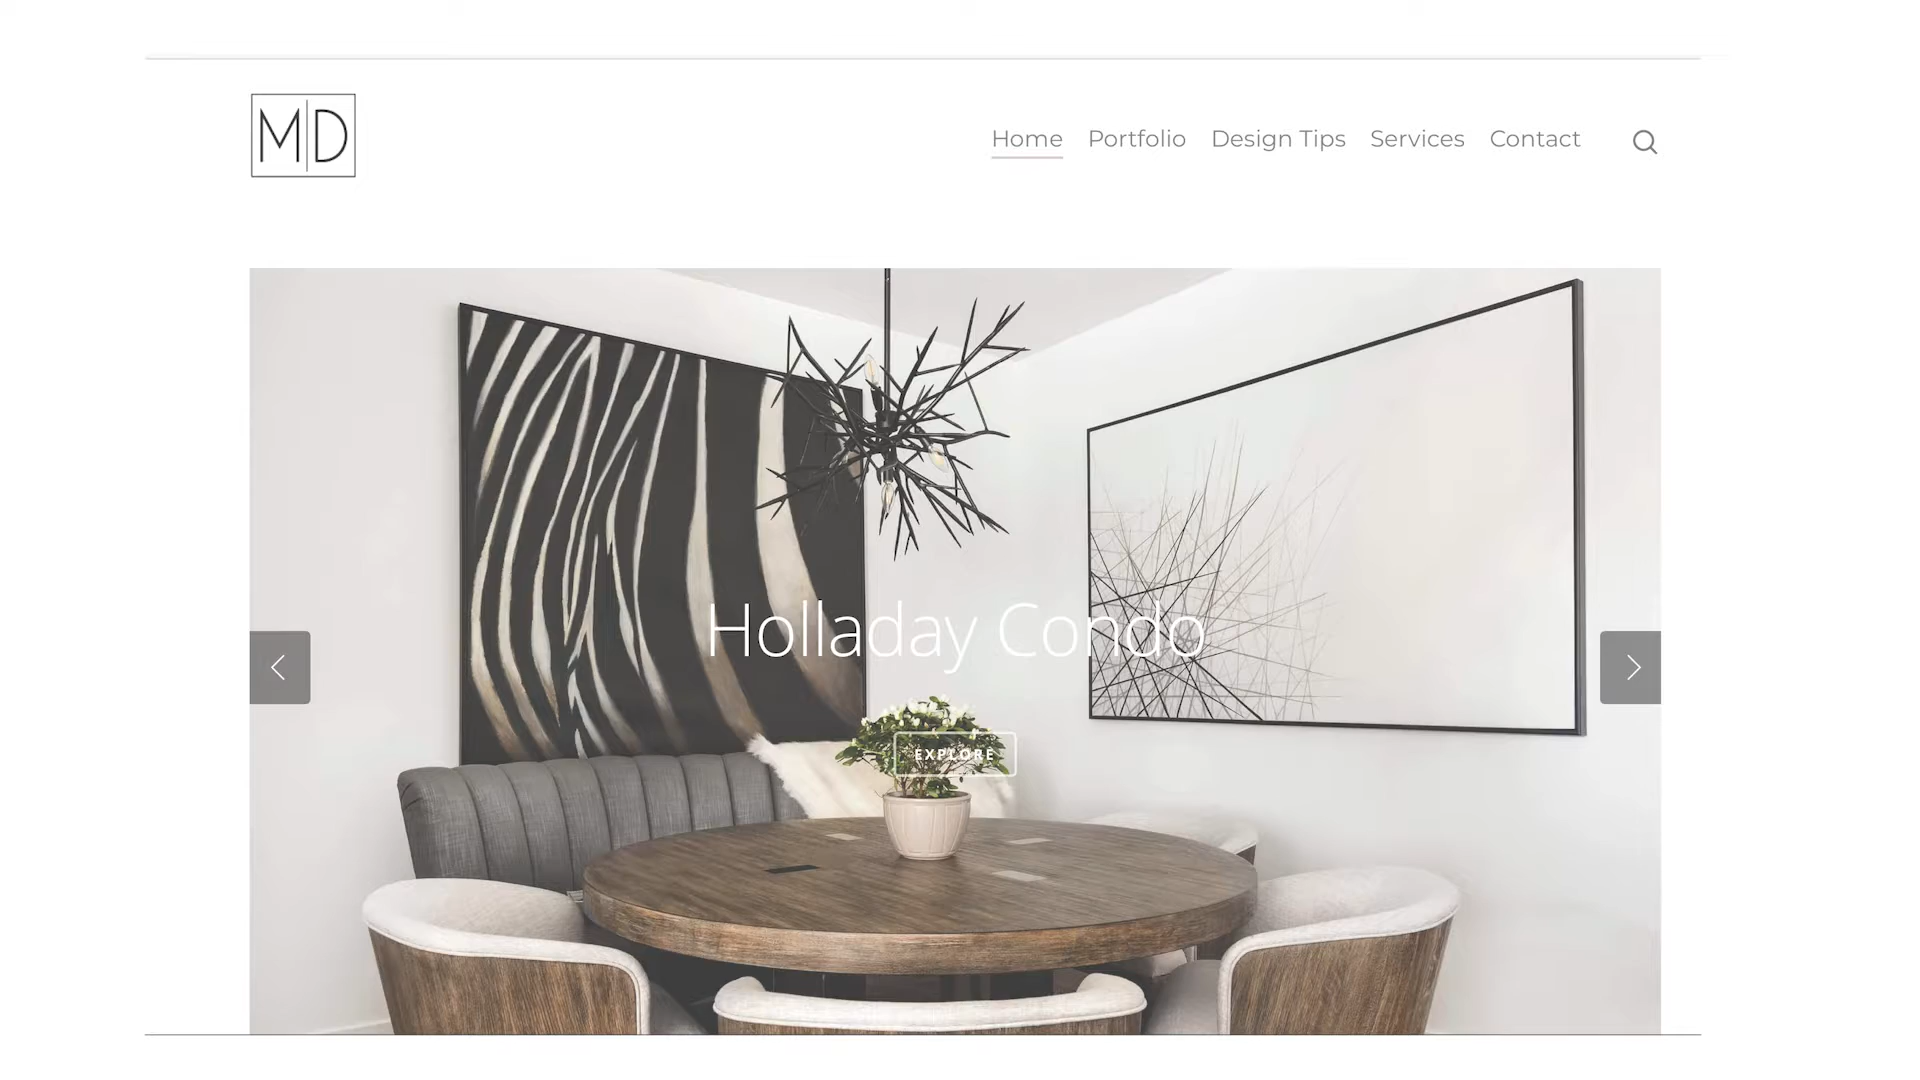 MD
Home Portfolio Design Tips Services Contact
Holladay Condo
EXPLORE